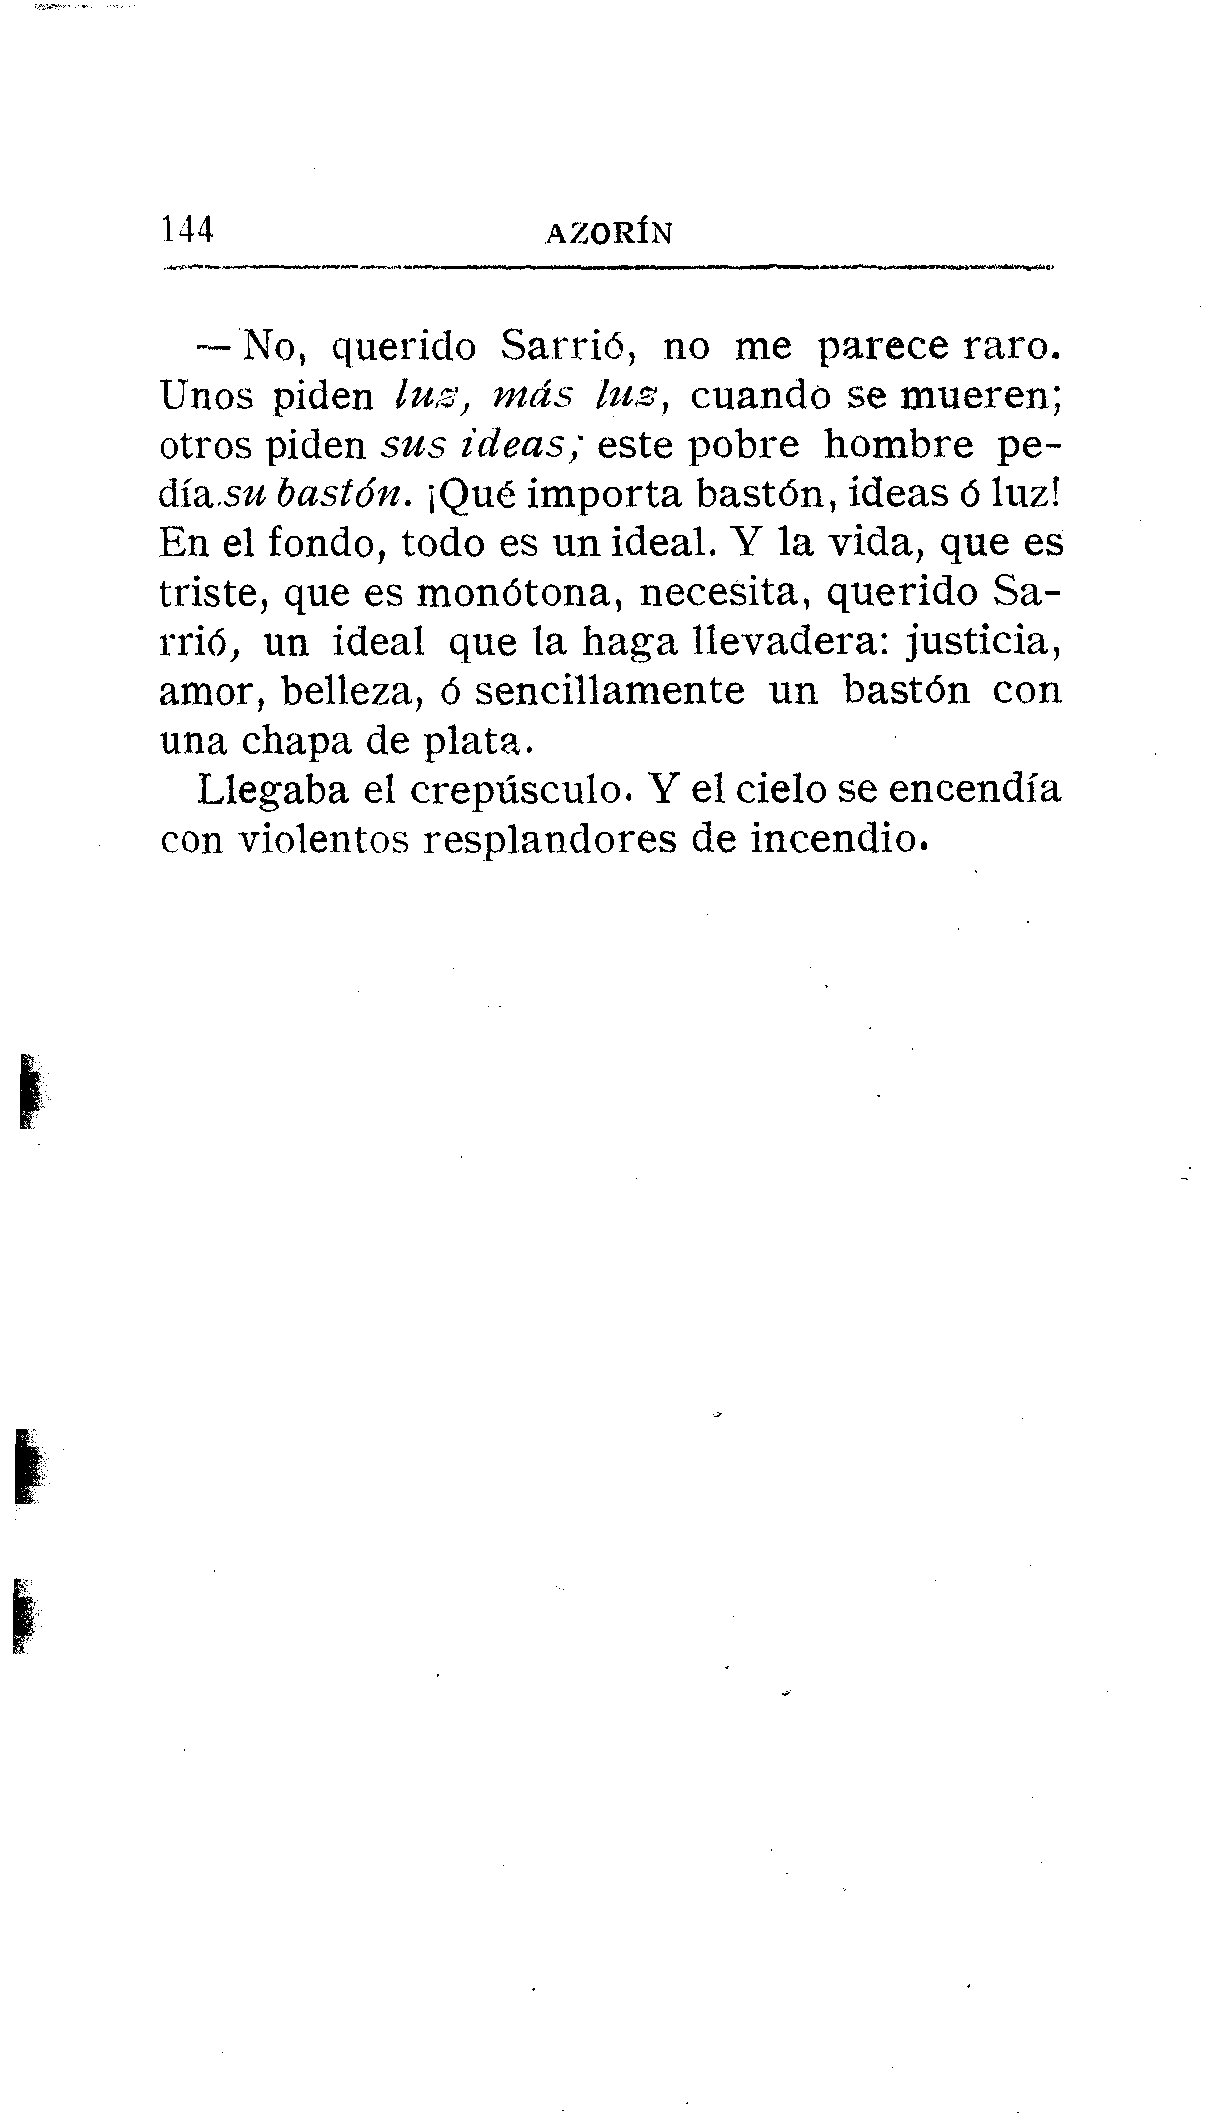 144 AZORÍN
— No, querido Sarrió, no me parece raro.
Unos piden luz, más luz, cuando se mueren;
otros piden sus ideas; este pobre hombre pe-
día su bastón. ¡Qué importa bastón, ideas ó luz!
En el fondo, todo es un ideal. Y la vida, que es
triste, que es monótona, necesita, querido Sa-
rrió, un ideal que la haga llevadera: justicia,
amor, belleza, ó sencillamente un bastón con
una chapa de plata.
Llegaba el crepúsculo. Y el cielo se encendía
con violentos resplandores de incendio.